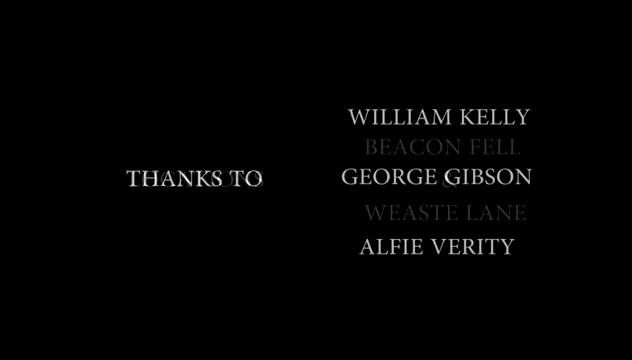 THANKS TO
WILLIAM KELLY
BEACON FELL
GEORGE GIBSON
&
WEASTE LANE
ALFIE VERITY